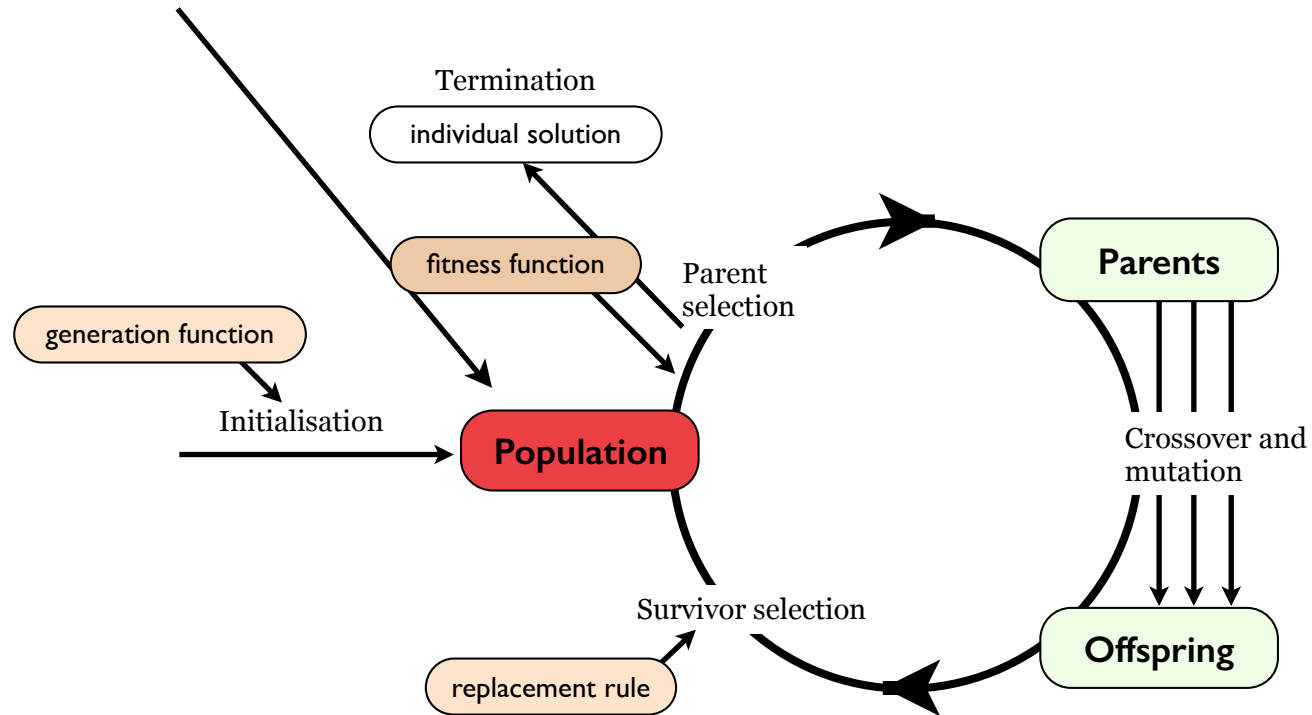 Termination
individual solution
fitness function
Parent
selection
Parents
generation function
Initialisation
Population
Crossover and
mutation
Survivor selection
Offspring
replacement rule